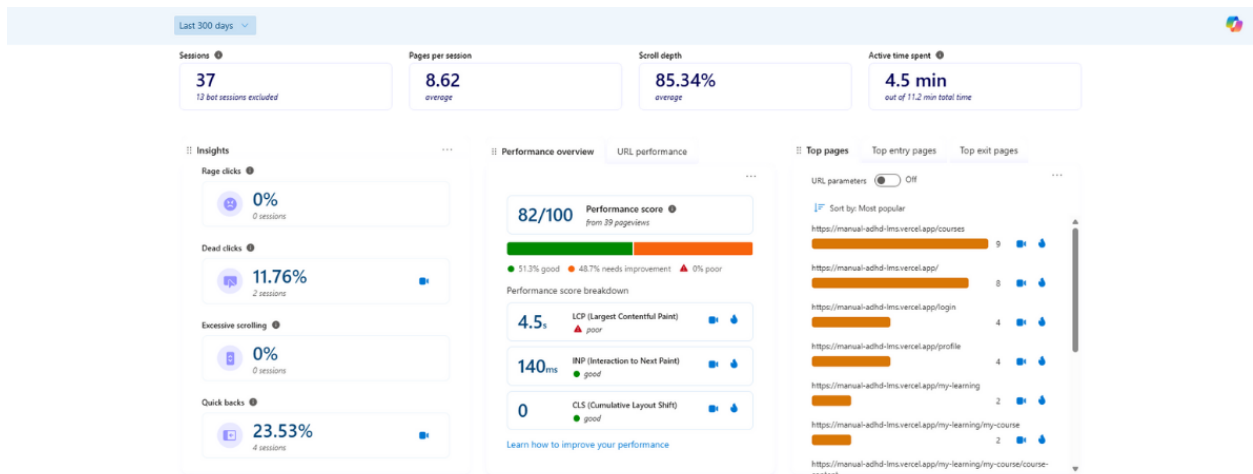 Last 300 days
Sessions
37
13 bot sessions excluded
Pages per session
8.62
average
Scroll depth
85.34%
average
Active time spent
4.5 min
out of 11.2 min total time
Insights
Rage clicks
0%
0 sessions
Dead clicks
11.76%
2 sessions
Excessive scrolling
0%
0 sessions
Quick backs
23.53%
4 sessions
Performance overview
URL performance
82/100
Performance score
from 39 pageviews
51.3% good
48.7% needs improvement
0% poor
Performance score breakdown
4.5s
LCP (Largest Contentful Paint)
poor
140ms
INP (Interaction to Next Paint)
good
0
CLS (Cumulative Layout Shift)
good
Learn how to improve your performance
Top pages
Top entry pages
Top exit pages
URL parameters
Off
Sort by: Most popular
https://manual-adhd-lms.vercel.app/courses
9
https://manual-adhd-lms.vercel.app/
8
https://manual-adhd-lms.vercel.app/login
4
https://manual-adhd-lms.vercel.app/profile
4
https://manual-adhd-lms.vercel.app/my-learning
2
https://manual-adhd-lms.vercel.app/my-learning/my-course
2
https://manual-adhd-lms.vercel.app/my-learning/my-course/course-